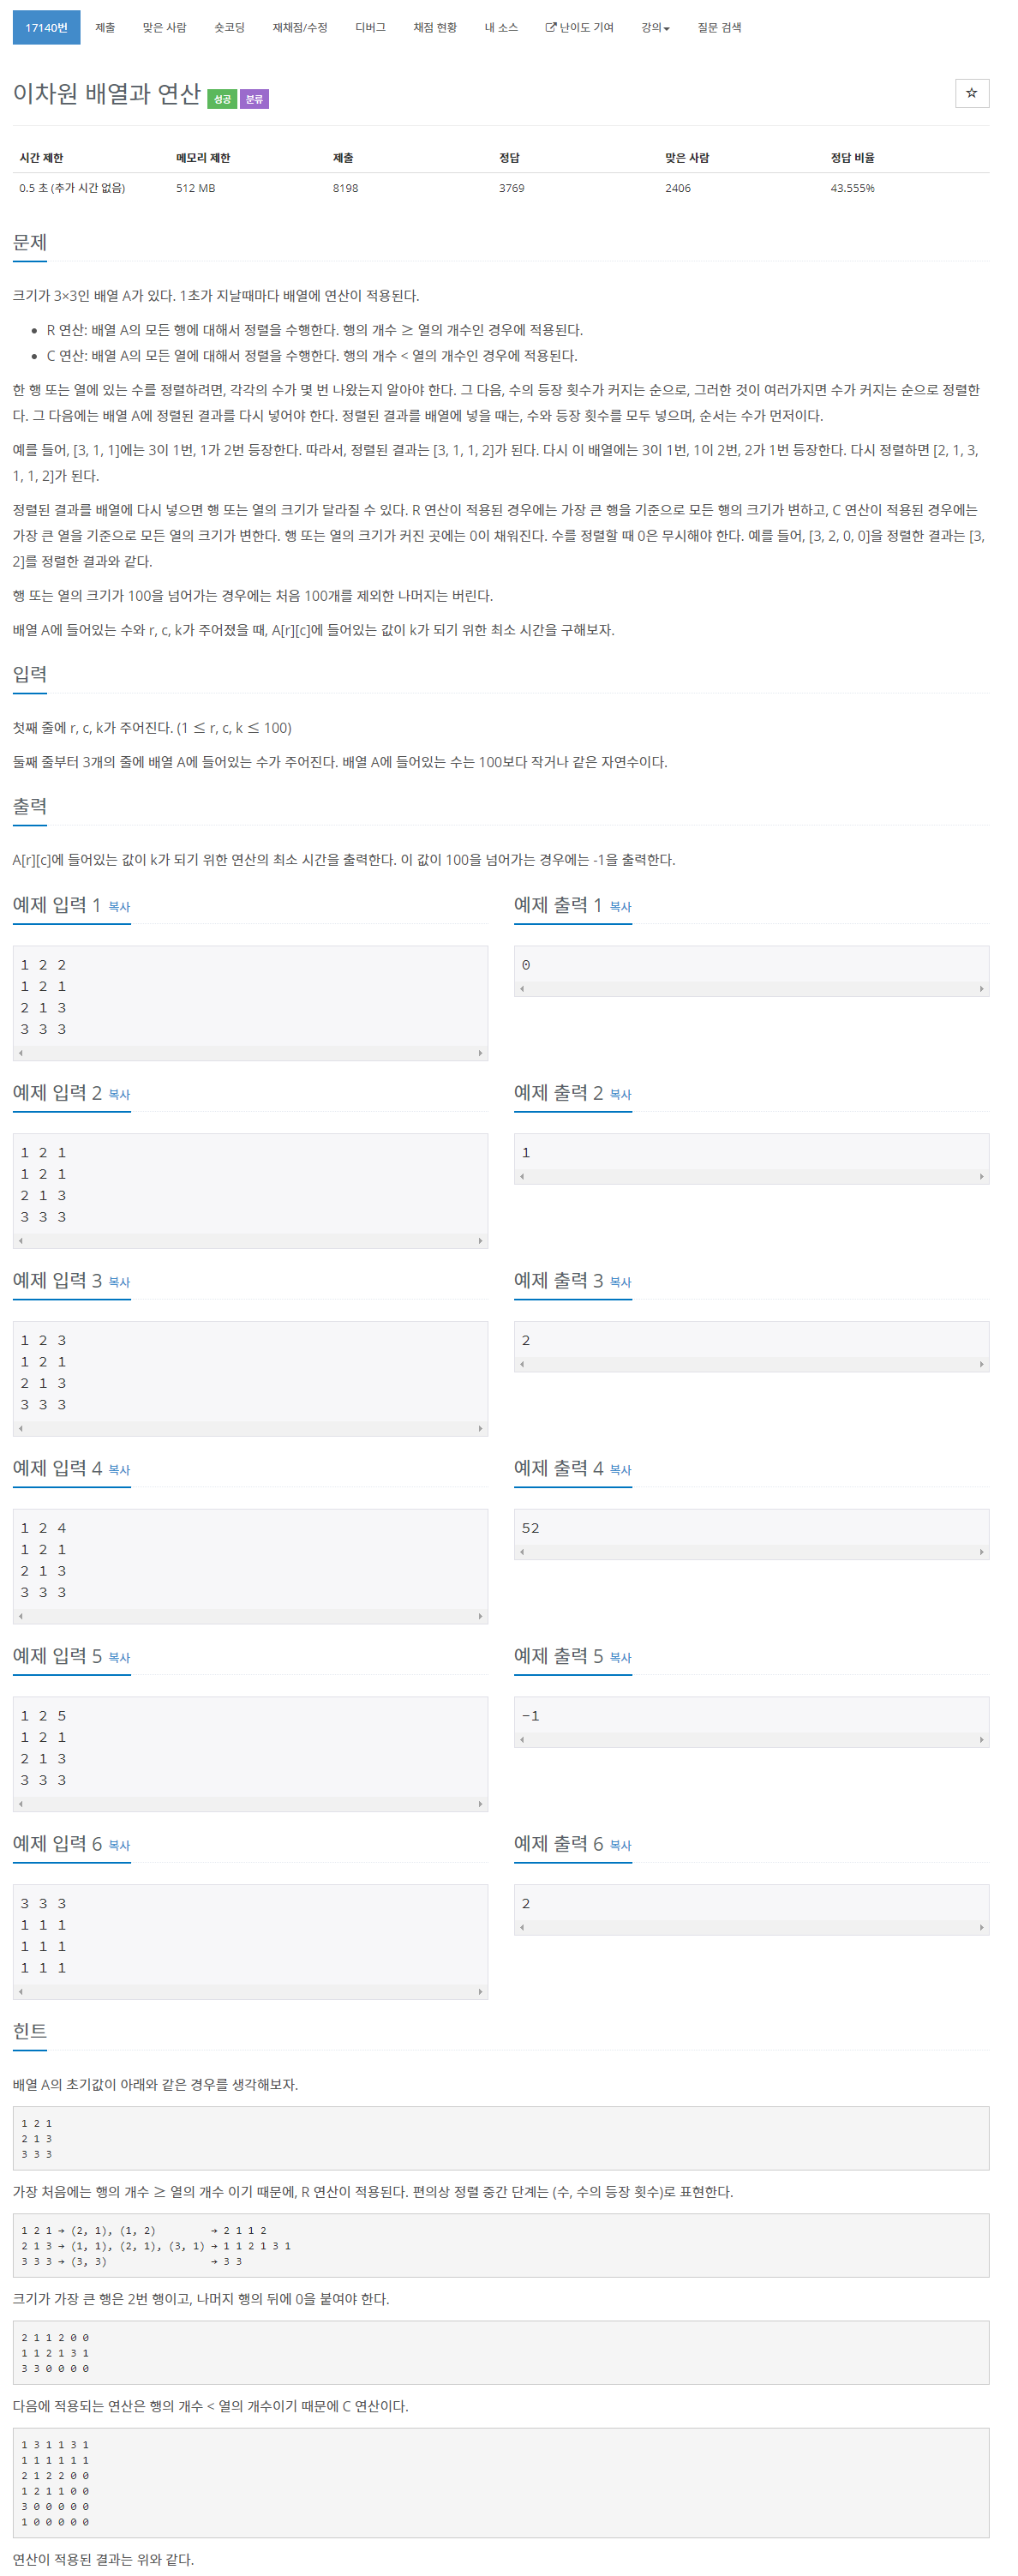 17140번 제출 맞은 사람 숏코딩 재채점/수정 디버그 채점 현황 내 소스 난이도 기여 강의 질문 검색
이차원 배열과 연산 성공 분류
시간 제한 메모리 제한 제출 정답 맞은 사람 정답 비율
0.5 초 (추가 시간 없음) 512 MB 8198 3769 2406 43.555%
문제
크기가 3×3인 배열 A가 있다. 1초가 지날때마다 배열에 연산이 적용된다.
• R 연산: 배열 A의 모든 행에 대해서 정렬을 수행한다. 행의 개수 ≥ 열의 개수인 경우에 적용된다.
• C 연산: 배열 A의 모든 열에 대해서 정렬을 수행한다. 행의 개수 < 열의 개수인 경우에 적용된다.
한 행 또는 열에 있는 수를 정렬하려면, 각각의 수가 몇 번 나왔는지 알아야 한다. 그 다음, 수의 등장 횟수가 커지는 순으로, 그러한 것이 여러가지면 수가 커지는 순으로 정렬한
다. 그 다음에는 배열 A에 정렬된 결과를 다시 넣어야 한다. 정렬된 결과를 배열에 넣을 때는, 수와 등장 횟수를 모두 넣으며, 순서는 수가 먼저이다.
예를 들어, [3, 1, 1]에는 3이 1번, 1가 2번 등장한다. 따라서, 정렬된 결과는 [3, 1, 1, 2]가 된다. 다시 이 배열에는 3이 1번, 1이 2번, 2가 1번 등장한다. 다시 정렬하면 [2, 1, 3,
1, 1, 2]가 된다.
정렬된 결과를 배열에 다시 넣으면 행 또는 열의 크기가 달라질 수 있다. R 연산이 적용된 경우에는 가장 큰 행을 기준으로 모든 행의 크기가 변하고, C 연산이 적용된 경우에는
가장 큰 열을 기준으로 모든 열의 크기가 변한다. 행 또는 열의 크기가 커진 곳에는 0이 채워진다. 수를 정렬할 때 0은 무시해야 한다. 예를 들어, [3, 2, 0, 0]을 정렬한 결과는 [3,
2]를 정렬한 결과와 같다.
행 또는 열의 크기가 100을 넘어가는 경우에는 처음 100개를 제외한 나머지는 버린다.
배열 A에 들어있는 수와 r, c, k가 주어졌을 때, A[r][c]에 들어있는 값이 k가 되기 위한 최소 시간을 구해보자.
입력
첫째 줄에 r, c, k가 주어진다. (1 ≤ r, c, k ≤ 100)
둘째 줄부터 3개의 줄에 배열 A에 들어있는 수가 주어진다. 배열 A에 들어있는 수는 100보다 작거나 같은 자연수이다.
출력
A[r][c]에 들어있는 값이 k가 되기 위한 연산의 최소 시간을 출력한다. 이 값이 100을 넘어가는 경우에는 -1을 출력한다.
예제 입력 1 복사
1 2 2
1 2 1
2 1 3
3 3 3
예제 출력 1 복사
0
예제 입력 2 복사
1 2 1
1 2 1
2 1 3
3 3 3
예제 출력 2 복사
1
예제 입력 3 복사
1 2 3
1 2 1
2 1 3
3 3 3
예제 출력 3 복사
2
예제 입력 4 복사
1 2 4
1 2 1
2 1 3
3 3 3
예제 출력 4 복사
52
예제 입력 5 복사
1 2 5
1 2 1
2 1 3
3 3 3
예제 출력 5 복사
-1
예제 입력 6 복사
3 3 3
1 1 1
1 1 1
1 1 1
예제 출력 6 복사
2
힌트
배열 A의 초기값이 아래와 같은 경우를 생각해보자.
1 2 1
2 1 3
3 3 3
가장 처음에는 행의 개수 ≥ 열의 개수 이기 때문에, R 연산이 적용된다. 편의상 정렬 중간 단계는 (수, 수의 등장 횟수)로 표현한다.
1 2 1 → (2, 1), (1, 2) → 2 1 1 2
2 1 3 → (1, 1), (2, 1), (3, 1) → 1 1 2 1 3 1
3 3 3 → (3, 3) → 3 3
크기가 가장 큰 행은 2번 행이고, 나머지 행의 뒤에 0을 붙여야 한다.
2 1 1 2 0 0
1 1 2 1 3 1
3 3 0 0 0 0
다음에 적용되는 연산은 행의 개수 < 열의 개수이기 때문에 C 연산이다.
1 3 1 1 3 1
1 1 1 1 1 1
2 1 2 2 0 0
1 2 1 1 0 0
3 0 0 0 0 0
1 0 0 0 0 0
연산이 적용된 결과는 위와 같다.